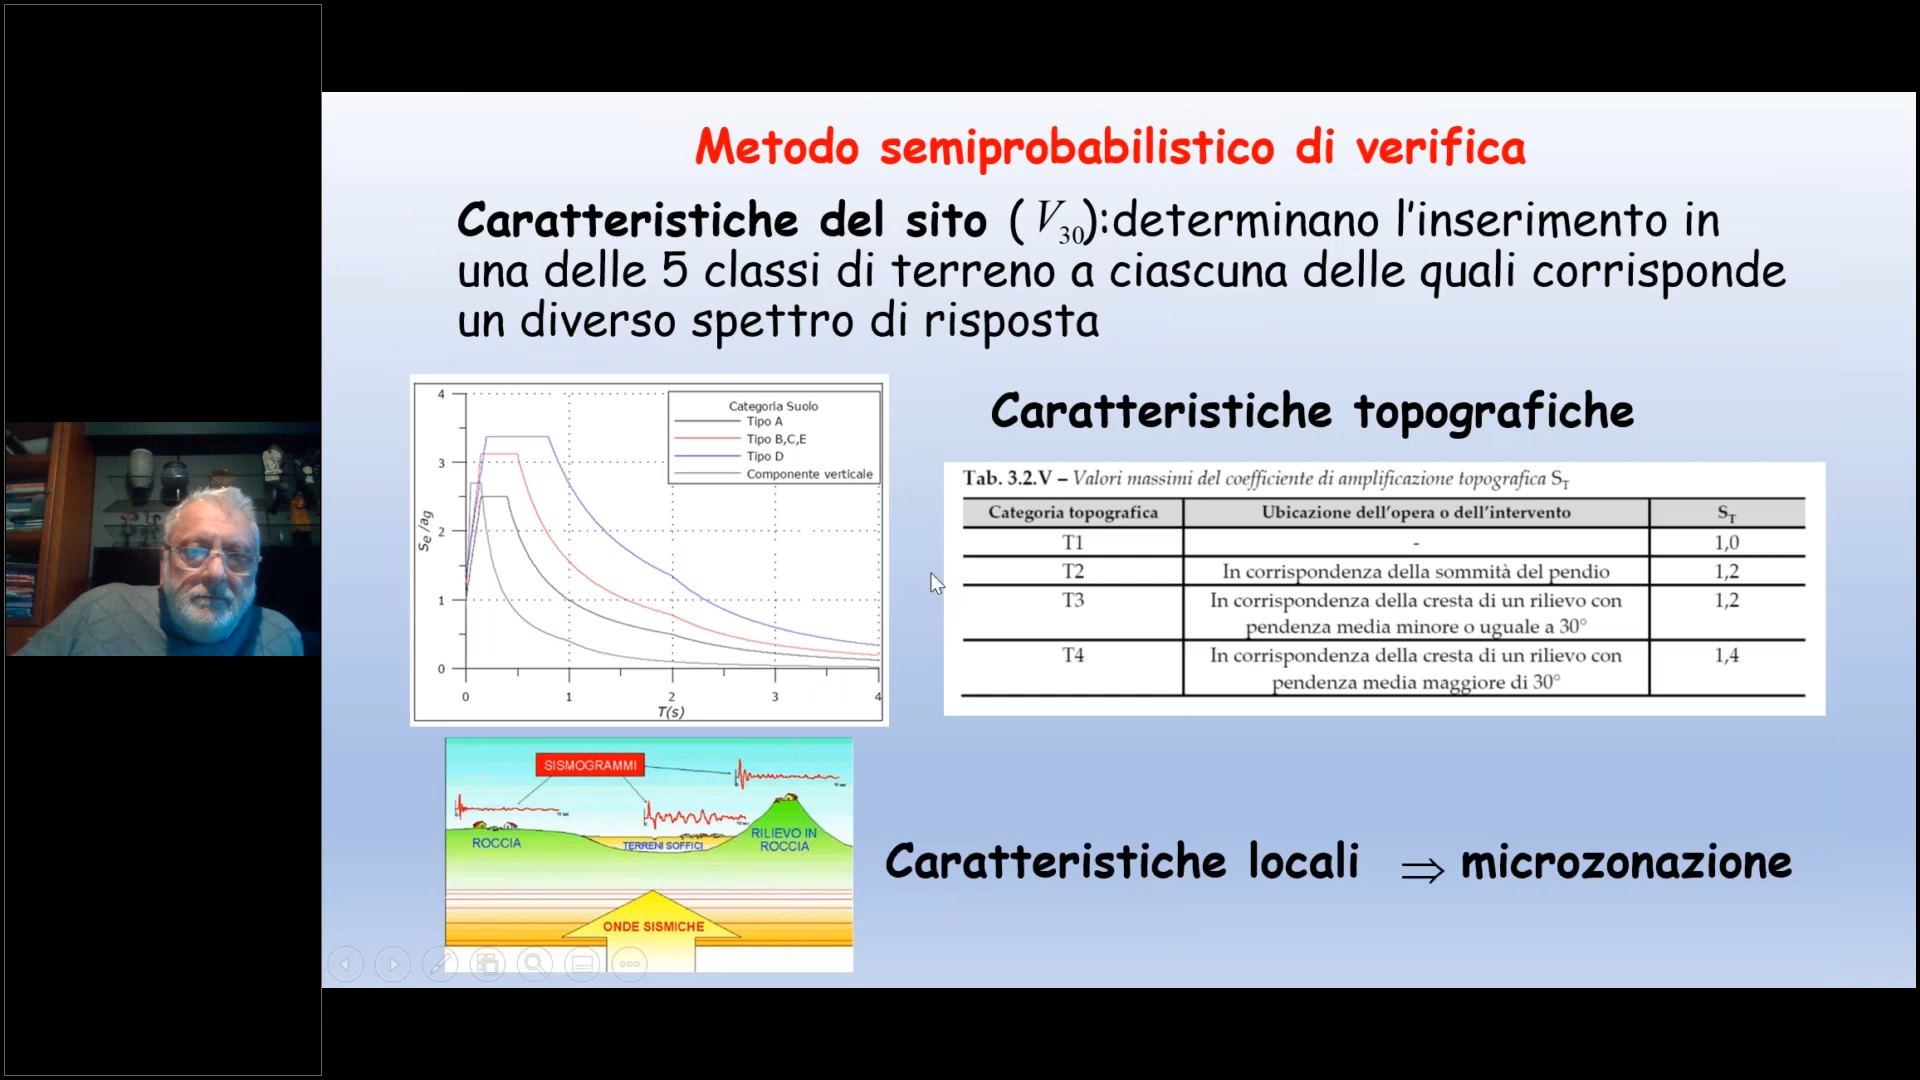 Metodo semiprobabilistico di verifica
Caratteristiche del sito ( V30):determinano l'inserimento in
una delle 5 classi di terreno a ciascuna delle quali corrisponde
un diverso spettro di risposta
4
3
2
1
0
Se/ag
Categoria Suolo
Tipo A
Tipo B,C,E
Tipo D
Componente verticale
0 1 2 3 4
T(s)
Caratteristiche topografiche
Tab. 3.2.V – Valori massimi del coefficiente di amplificazione topografica ST
Categoria topografica Ubicazione dell'opera o dell'intervento ST
T1 - 1,0
T2 In corrispondenza della sommità del pendio 1,2
T3 In corrispondenza della cresta di un rilievo con 1,2
pendenza media minore o uguale a 30°
T4 In corrispondenza della cresta di un rilievo con 1,4
pendenza media maggiore di 30°
SISMOGRAMMI
ROCCIA
TERRENI SOFFICI
RILIEVO IN
ROCCIA
ONDE SISMICHE
Caratteristiche locali ⇒ microzonazione